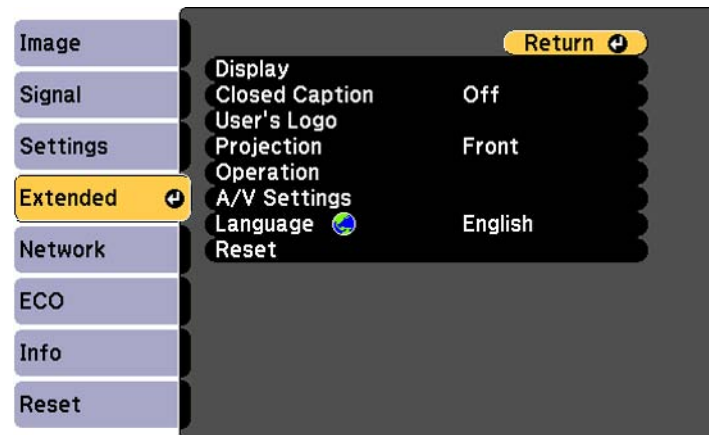 Image
Signal
Settings
Extended
Network
ECO
Info
Reset
Return
Display
Closed Caption Off
User's Logo
Projection Front
Operation
A/V Settings
Language English
Reset